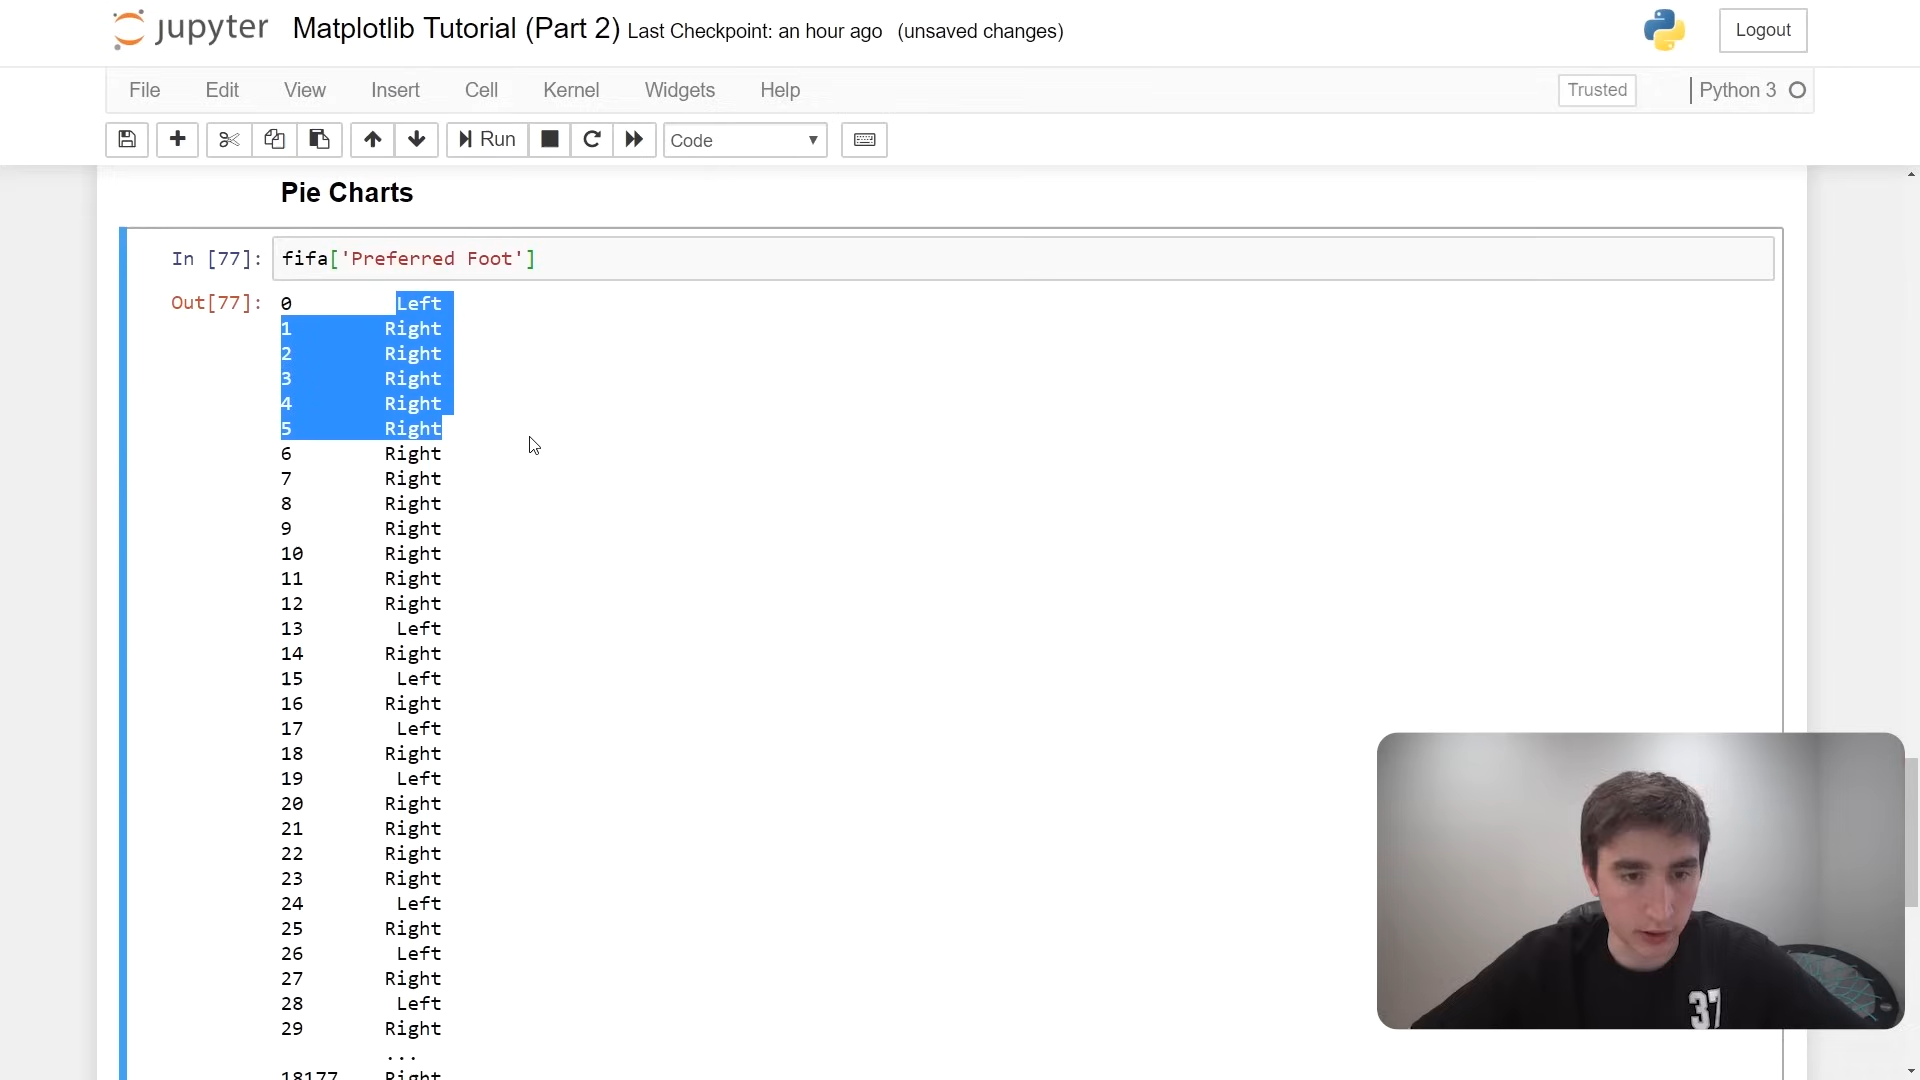 jupyter Matplotlib Tutorial (Part 2) Last Checkpoint: an hour ago (unsaved changes) Logout
File Edit View Insert Cell Kernel Widgets Help Trusted Python 3
Run Code
Pie Charts
In [77]: fifa['Preferred Foot']
Out[77]: 0 Left
1 Right
2 Right
3 Right
4 Right
5 Right
6 Right
7 Right
8 Right
9 Right
10 Right
11 Right
12 Right
13 Left
14 Right
15 Left
16 Right
17 Left
18 Right
19 Left
20 Right
21 Right
22 Right
23 Right
24 Left
25 Right
26 Left
27 Right
28 Left
29 Right
...
18177 Right
37